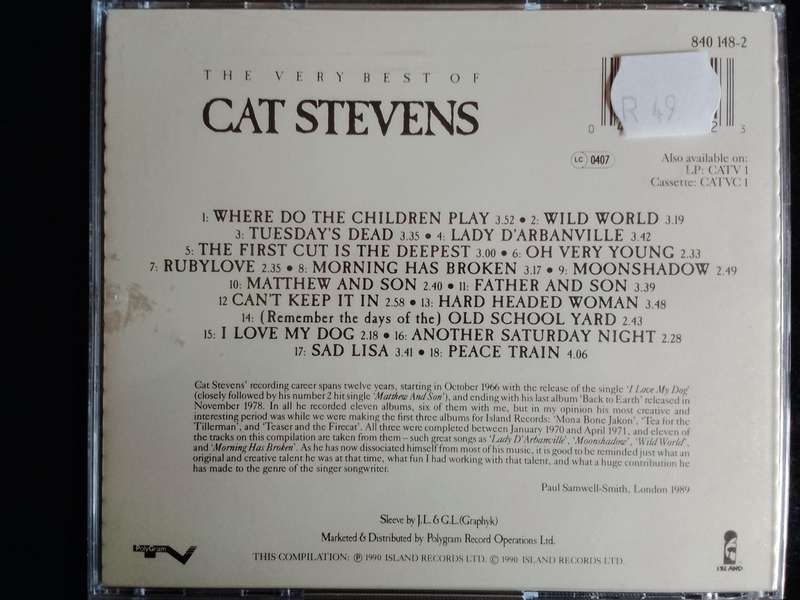 840 148-2
THE VERY BEST OF
CAT STEVENS
R 49
0 4 2 3
LC 0407
Also available on:
LP: CATV 1
Cassette: CATVC 1
1: WHERE DO THE CHILDREN PLAY 3.52 • 2: WILD WORLD 3.19
3: TUESDAY'S DEAD 3.35 • 4: LADY D'ARBANVILLE 3.42
5: THE FIRST CUT IS THE DEEPEST 3.00 • 6: OH VERY YOUNG 2.33
7: RUBYLOVE 2.35 • 8: MORNING HAS BROKEN 3.17 • 9: MOONSHADOW 2.49
10: MATTHEW AND SON 2.40 • 11: FATHER AND SON 3.39
12 CAN'T KEEP IT IN 2.58 • 13: HARD HEADED WOMAN 3.48
14: (Remember the days of the) OLD SCHOOL YARD 2.43
15: I LOVE MY DOG 2.18 • 16: ANOTHER SATURDAY NIGHT 2.28
17: SAD LISA 3.41 • 18: PEACE TRAIN 4.06
Cat Stevens' recording career spans twelve years, starting in October 1966 with the release of the single 'I Love My Dog'
(closely followed by his number 2 hit single 'Matthew And Son'), and ending with his last album 'Back to Earth' released in
November 1978. In all he recorded eleven albums, six of them with me, but in my opinion his most creative and
interesting period was while we were making the first three albums for Island Records: 'Mona Bone Jakon', 'Tea for the
Tillerman', and 'Teaser and the Firecat'. All three were completed between January 1970 and April 1971, and eleven of
the tracks on this compilation are taken from them – such great songs as 'Lady D'Arbanville', 'Moonshadow', 'Wild World',
and 'Morning Has Broken'. As he has now dissociated himself from most of his music, it is good to be reminded just what an
original and creative talent he was at that time, what fun I had working with that talent, and what a huge contribution he
has made to the genre of the singer songwriter.
Paul Samwell-Smith, London 1989
Sleeve by J.L. & G.L. (Graphyk)
Marketed & Distributed by Polygram Record Operations Ltd.
THIS COMPILATION: ℗ 1990 ISLAND RECORDS LTD. © 1990 ISLAND RECORDS LTD.
PolyGram TV
ISLAND